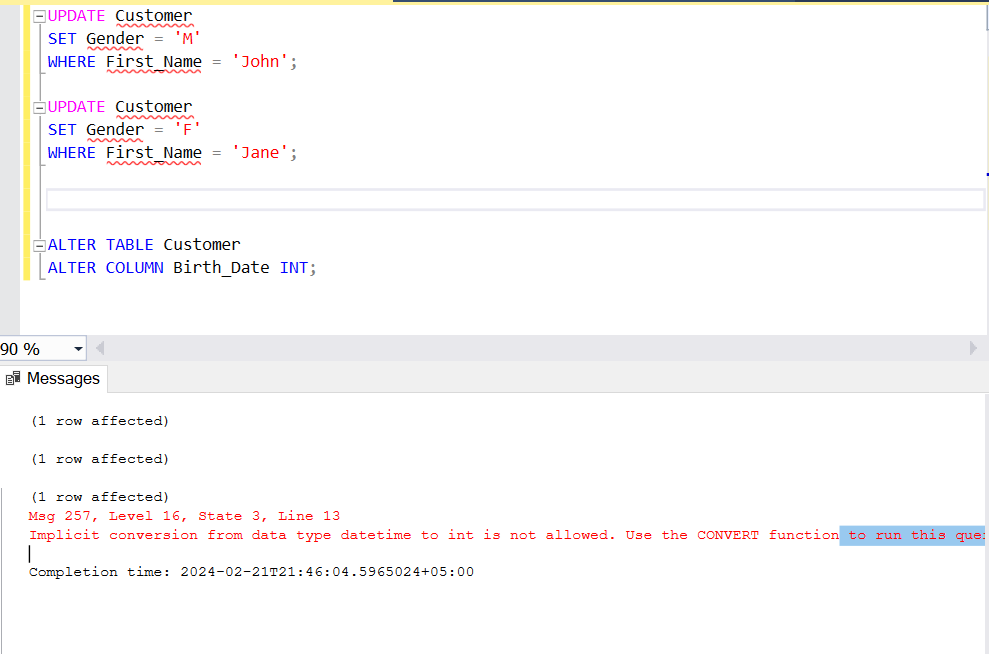 UPDATE Customer
SET Gender = 'M'
WHERE First_Name = 'John';
UPDATE Customer
SET Gender = 'F'
WHERE First_Name = 'Jane';
ALTER TABLE Customer
ALTER COLUMN Birth_Date INT;
90 %
Messages
(1 row affected)
(1 row affected)
(1 row affected)
Msg 257, Level 16, State 3, Line 13
Implicit conversion from data type datetime to int is not allowed. Use the CONVERT function to run this
Completion time: 2024-02-21T21:46:04.5965024+05:00